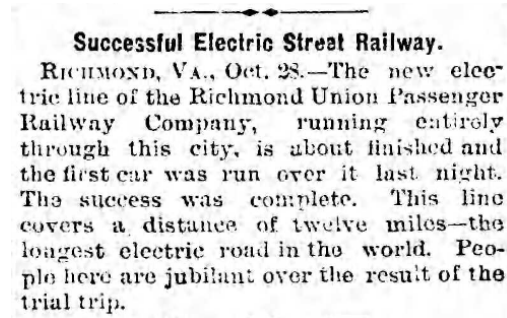 Successful Electric Street Railway.
RICHMOND, VA., Oct. 28.—The new elec-
tric line of the Richmond Union Passenger
Railway Company, running entirely
through this city, is about finished and
the first car was run over it last night.
The success was complete. This line
covers a distance of twelve miles—the
longest electric road in the world. Peo-
ple here are jubilant over the result of the
trial trip.